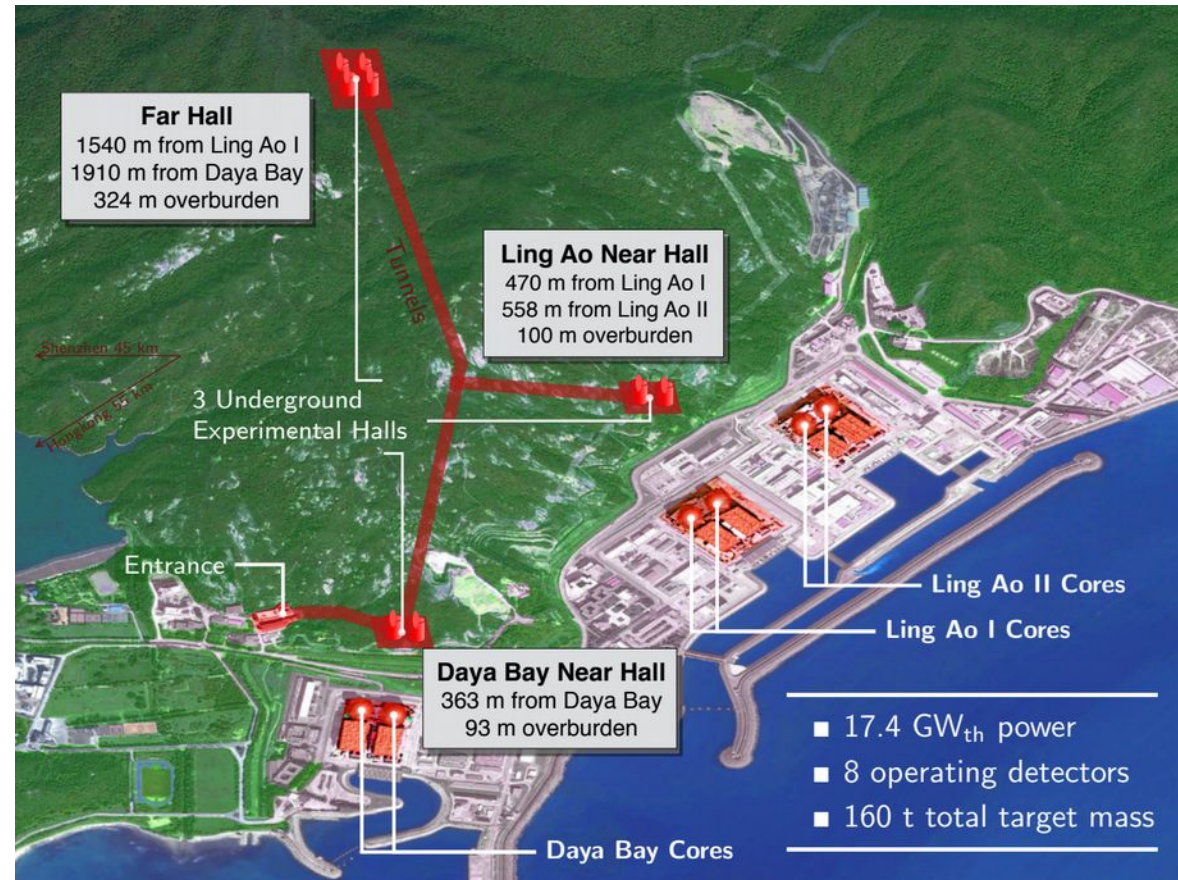 Far Hall
1540 m from Ling Ao I
1910 m from Daya Bay
324 m overburden
Tunnels
Ling Ao Near Hall
470 m from Ling Ao I
558 m from Ling Ao II
100 m overburden
Shenzhen 45 km
Hongkong 55 km
3 Underground
Experimental Halls
Entrance
Ling Ao II Cores
Ling Ao I Cores
Daya Bay Near Hall
363 m from Daya Bay
93 m overburden
Daya Bay Cores
■ 17.4 GWth power
■ 8 operating detectors
■ 160 t total target mass